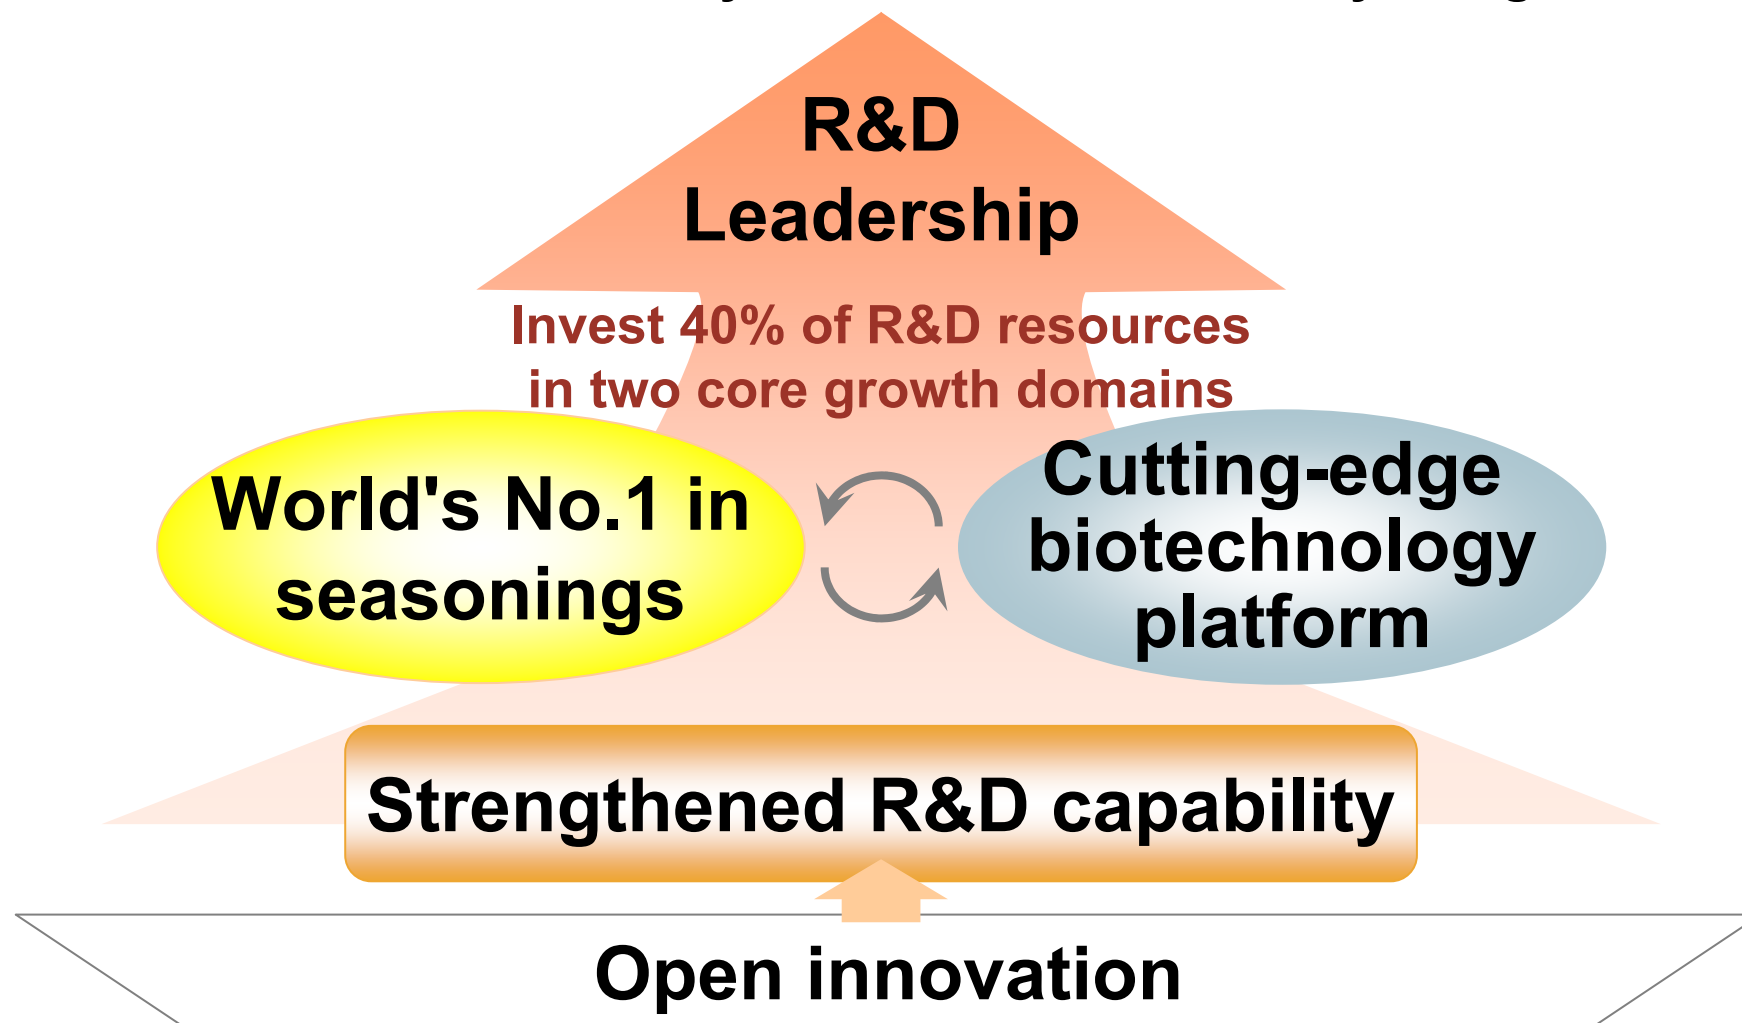 R&D
Leadership
Invest 40% of R&D resources
in two core growth domains
World's No.1 in
seasonings
Cutting-edge
biotechnology
platform
Strengthened R&D capability
Open innovation